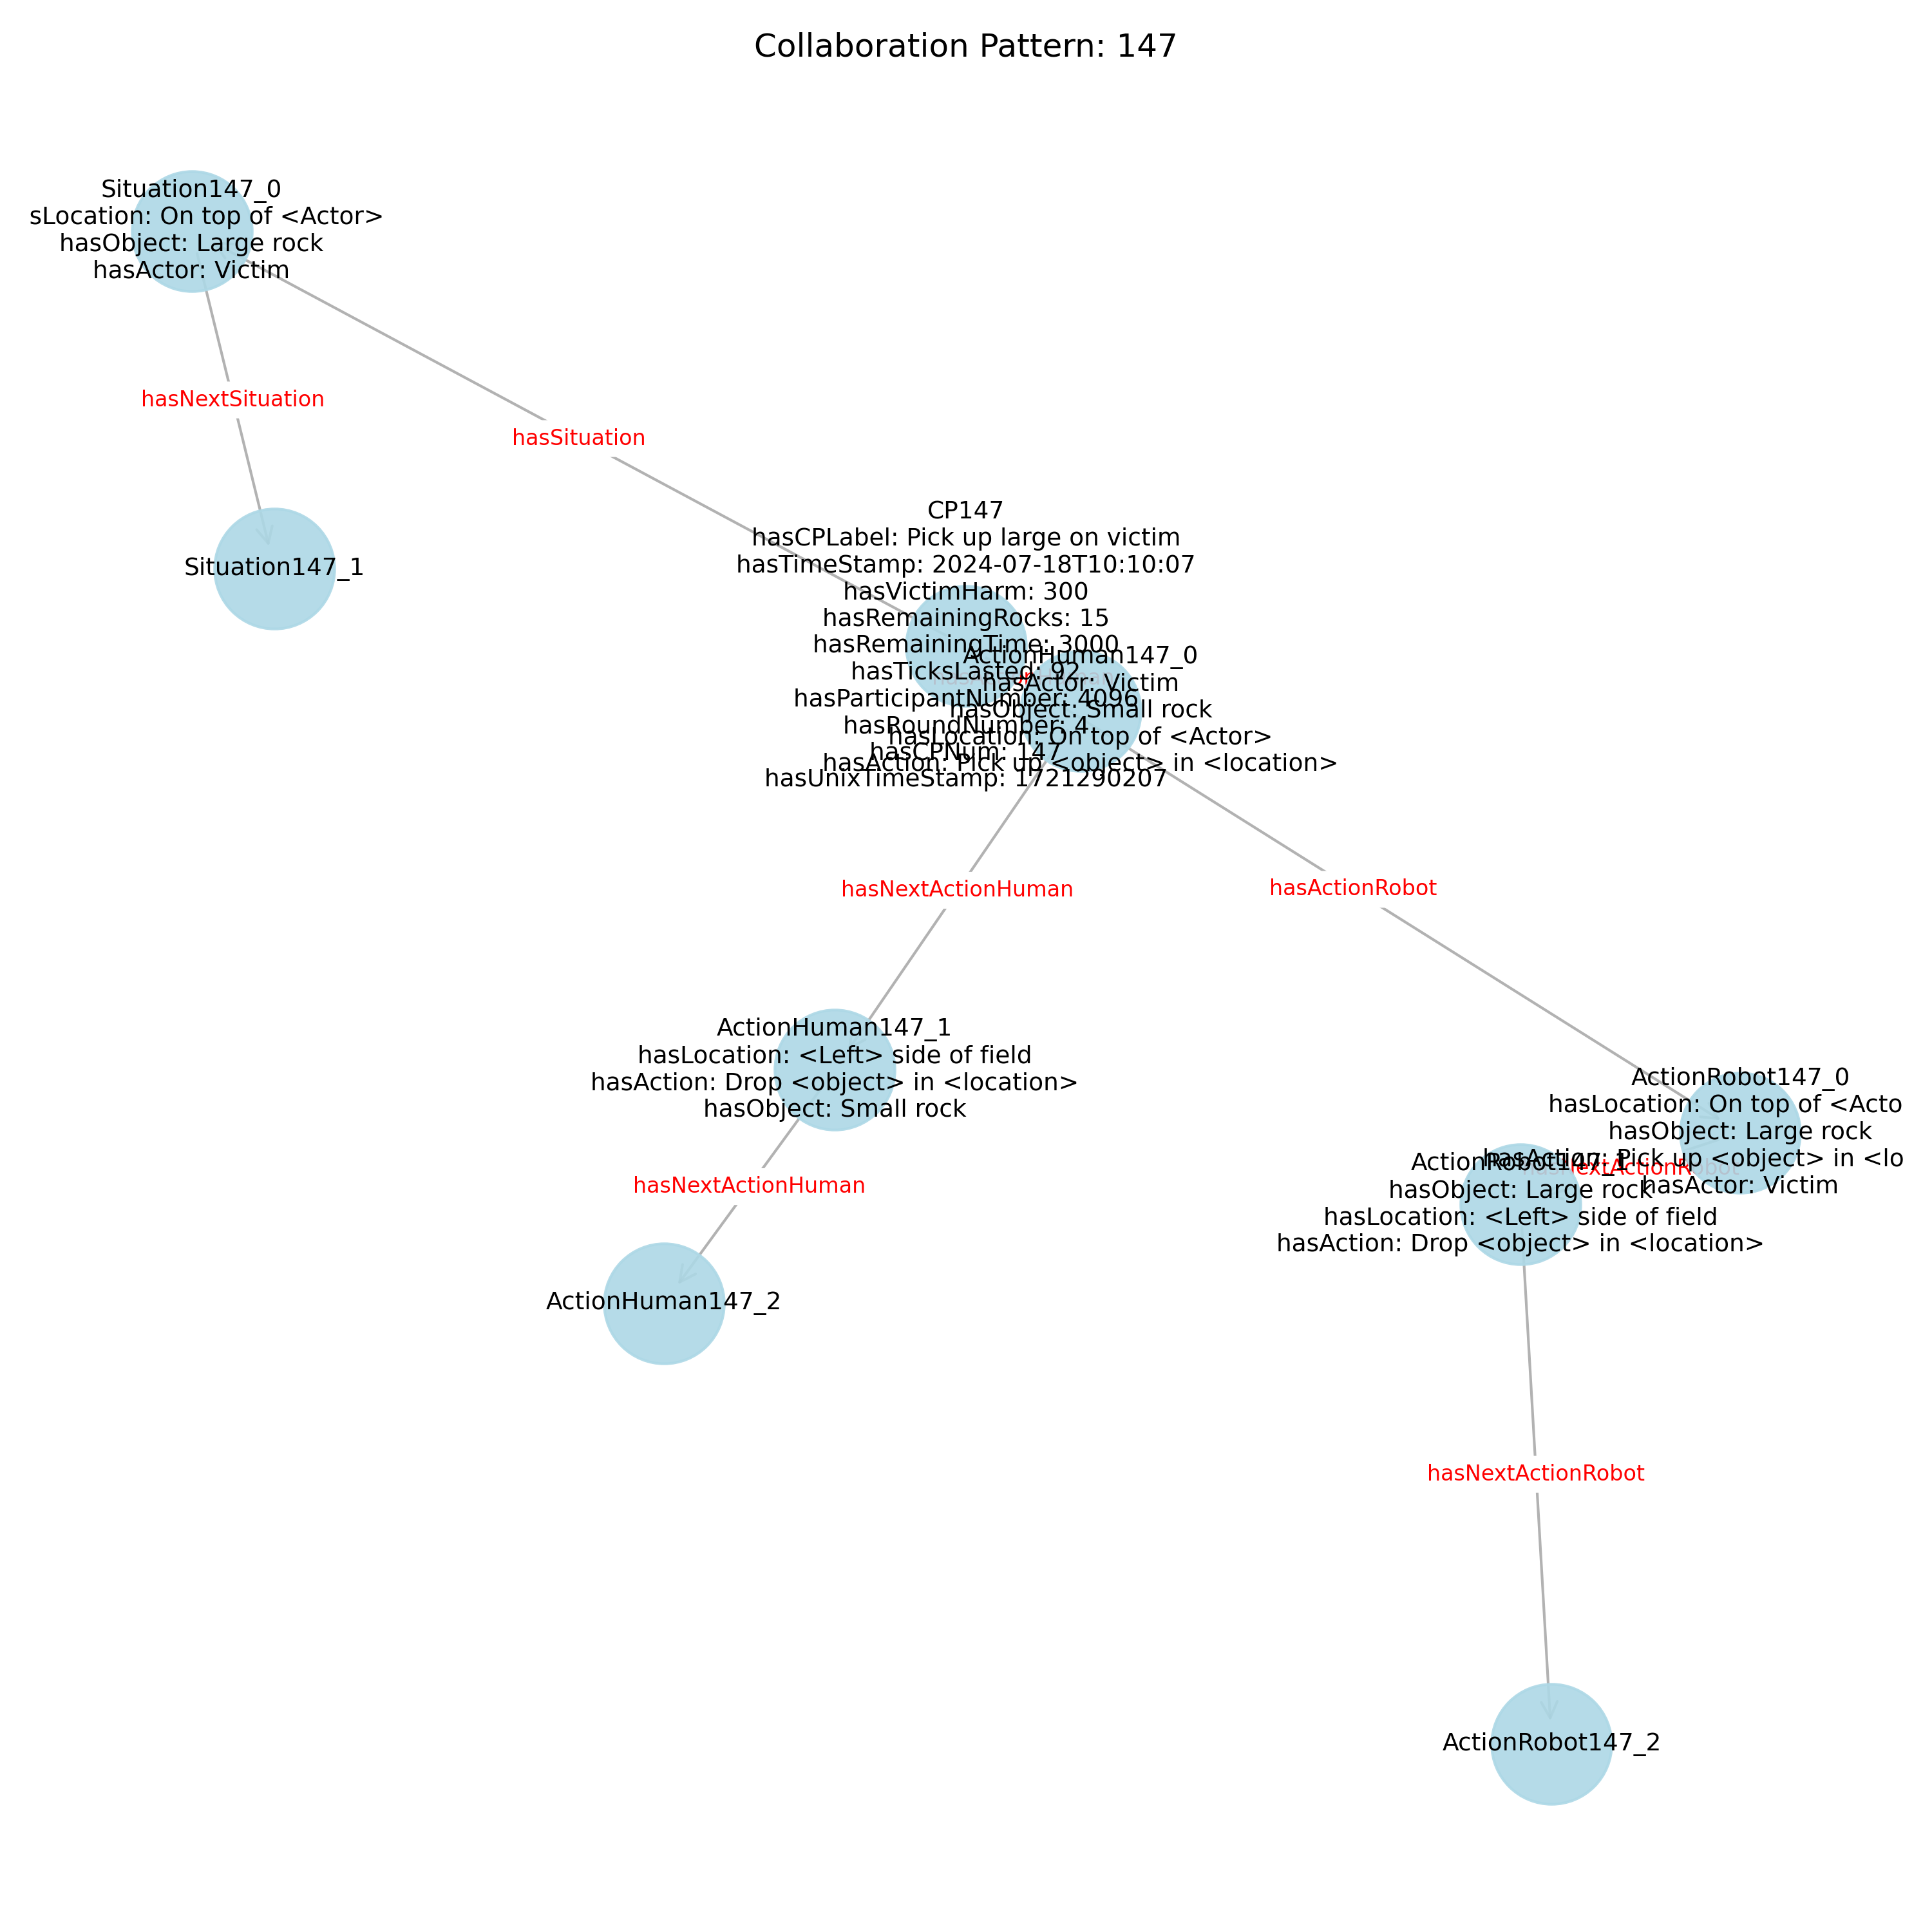 Collaboration Pattern: 147
Situation147_0
sLocation: On top of <Actor>
hasObject: Large rock
hasActor: Victim
hasNextSituation
hasSituation
Situation147_1
CP147
hasCPLabel: Pick up large on victim
hasTimeStamp: 2024-07-18T10:10:07
hasVictimHarm: 300
hasRemainingRocks: 15
hasRemainingTime: 3000
hasTicksLasted: 92
hasParticipantNumber: 4096
hasRoundNumber: 4
hasCPNum: 147
hasUnixTimeStamp: 1721290207
ActionHuman147_0
hasActor: Victim
hasObject: Small rock
hasLocation: On top of <Actor>
hasAction: Pick up <object> in <location>
hasNextActionHuman
hasActionRobot
ActionHuman147_1
hasLocation: <Left> side of field
hasAction: Drop <object> in <location>
hasObject: Small rock
hasNextActionHuman
ActionHuman147_2
ActionRobot147_0
hasLocation: On top of <Acto
hasObject: Large rock
hasAction: Pick up <object> in <lo
hasActor: Victim
ActionRobot147_1
hasObject: Large rock
hasLocation: <Left> side of field
hasAction: Drop <object> in <location>
hasNextActionRobot
ActionRobot147_2